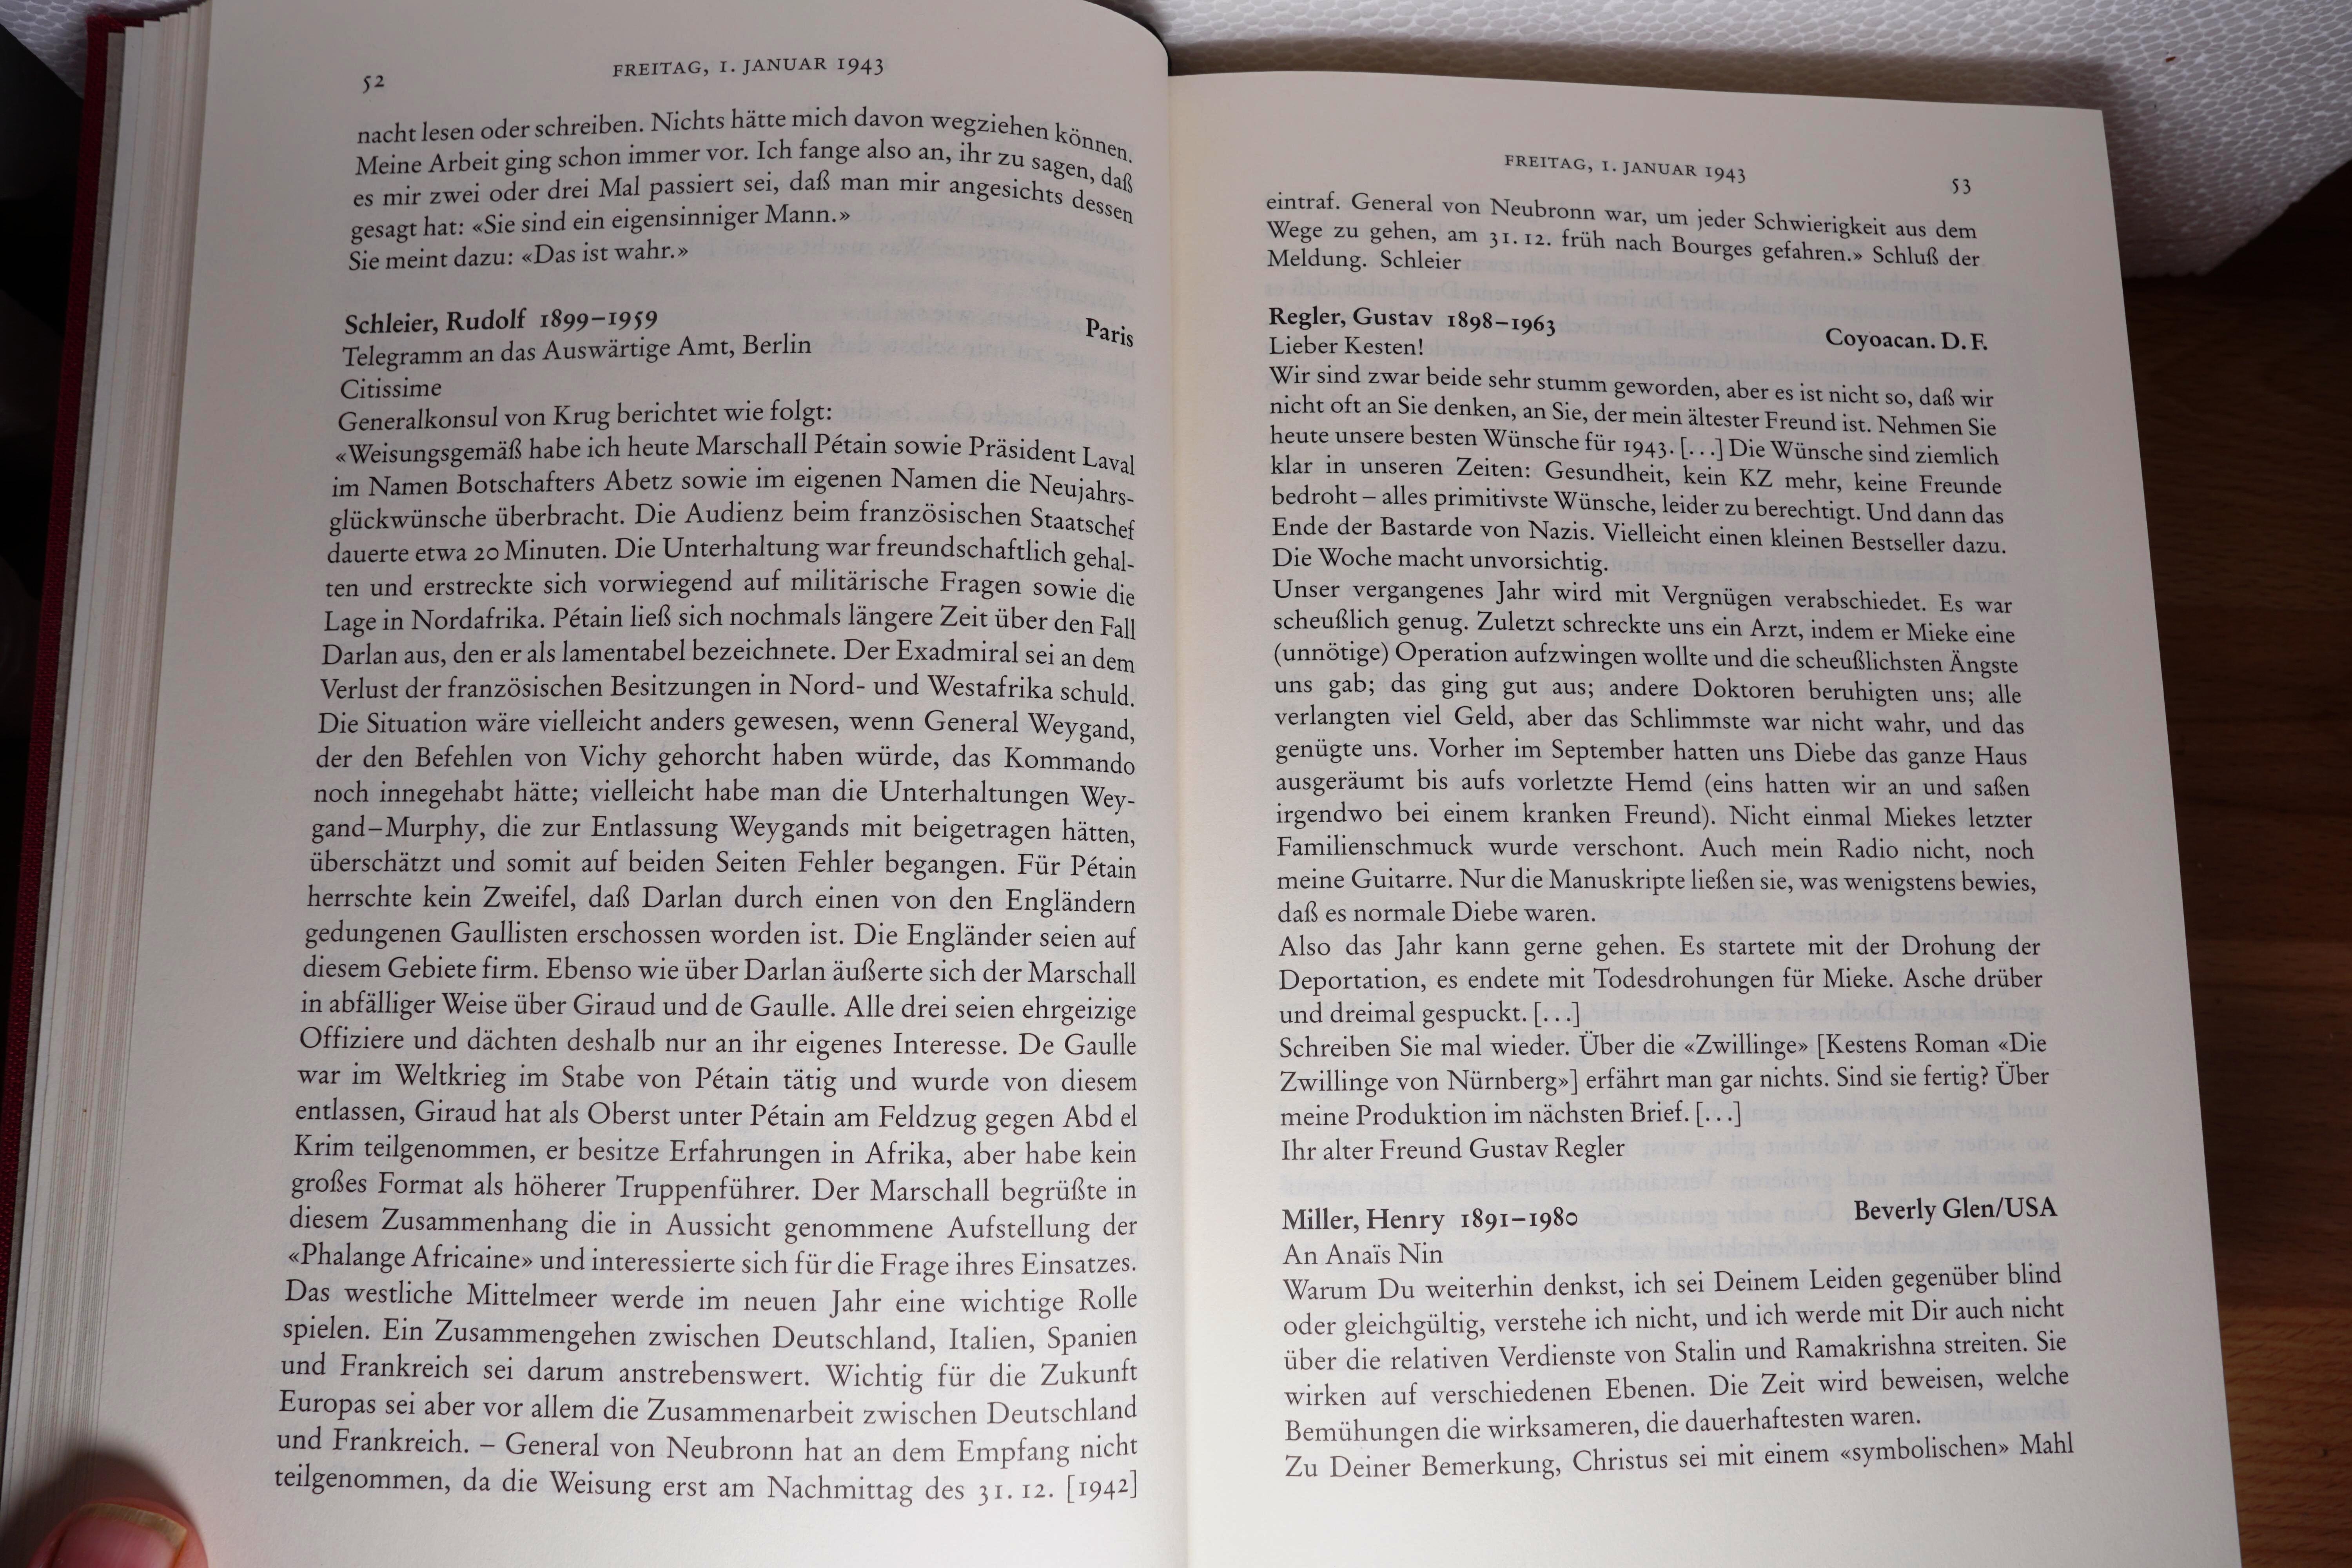 52
FREITAG, 1. JANUAR 1943
nacht lesen oder schreiben. Nichts hätte mich davon wegziehen können.
Meine Arbeit ging schon immer vor. Ich fange also an, ihr zu sagen, daß
es mir zwei oder drei Mal passiert sei, daß man mir angesichts dessen
gesagt hat: «Sie sind ein eigensinniger Mann.»
Sie meint dazu: «Das ist wahr.»
Schleier, Rudolf 1899–1959 Paris
Telegramm an das Auswärtige Amt, Berlin
Citissime
Generalkonsul von Krug berichtet wie folgt:
«Weisungsgemäß habe ich heute Marschall Pétain sowie Präsident Laval
im Namen Botschafters Abetz sowie im eigenen Namen die Neujahrs-
glückwünsche überbracht. Die Audienz beim französischen Staatschef
dauerte etwa 20 Minuten. Die Unterhaltung war freundschaftlich gehal-
ten und erstreckte sich vorwiegend auf militärische Fragen sowie die
Lage in Nordafrika. Pétain ließ sich nochmals längere Zeit über den Fall
Darlan aus, den er als lamentabel bezeichnete. Der Exadmiral sei an dem
Verlust der französischen Besitzungen in Nord- und Westafrika schuld.
Die Situation wäre vielleicht anders gewesen, wenn General Weygand,
der den Befehlen von Vichy gehorcht haben würde, das Kommando
noch innegehabt hätte; vielleicht habe man die Unterhaltungen Wey-
gand–Murphy, die zur Entlassung Weygands mit beigetragen hätten,
überschätzt und somit auf beiden Seiten Fehler begangen. Für Pétain
herrschte kein Zweifel, daß Darlan durch einen von den Engländern
gedungenen Gaullisten erschossen worden ist. Die Engländer seien auf
diesem Gebiete firm. Ebenso wie über Darlan äußerte sich der Marschall
in abfälliger Weise über Giraud und de Gaulle. Alle drei seien ehrgeizige
Offiziere und dächten deshalb nur an ihr eigenes Interesse. De Gaulle
war im Weltkrieg im Stabe von Pétain tätig und wurde von diesem
entlassen, Giraud hat als Oberst unter Pétain am Feldzug gegen Abd el
Krim teilgenommen, er besitze Erfahrungen in Afrika, aber habe kein
großes Format als höherer Truppenführer. Der Marschall begrüßte in
diesem Zusammenhang die in Aussicht genommene Aufstellung der
«Phalange Africaine» und interessierte sich für die Frage ihres Einsatzes.
Das westliche Mittelmeer werde im neuen Jahr eine wichtige Rolle
spielen. Ein Zusammengehen zwischen Deutschland, Italien, Spanien
und Frankreich sei darum anstrebenswert. Wichtig für die Zukunft
Europas sei aber vor allem die Zusammenarbeit zwischen Deutschland
und Frankreich. – General von Neubronn hat an dem Empfang nicht
teilgenommen, da die Weisung erst am Nachmittag des 31. 12. [1942]
FREITAG, 1. JANUAR 1943
53
eintraf. General von Neubronn war, um jeder Schwierigkeit aus dem
Wege zu gehen, am 31. 12. früh nach Bourges gefahren.» Schluß der
Meldung. Schleier
Regler, Gustav 1898–1963 Coyoacan. D. F.
Lieber Kesten!
Wir sind zwar beide sehr stumm geworden, aber es ist nicht so, daß wir
nicht oft an Sie denken, an Sie, der mein ältester Freund ist. Nehmen Sie
heute unsere besten Wünsche für 1943. [...] Die Wünsche sind ziemlich
klar in unseren Zeiten: Gesundheit, kein KZ mehr, keine Freunde
bedroht – alles primitivste Wünsche, leider zu berechtigt. Und dann das
Ende der Bastarde von Nazis. Vielleicht einen kleinen Bestseller dazu.
Die Woche macht unvorsichtig.
Unser vergangenes Jahr wird mit Vergnügen verabschiedet. Es war
scheußlich genug. Zuletzt schreckte uns ein Arzt, indem er Mieke eine
(unnötige) Operation aufzwingen wollte und die scheußlichsten Ängste
uns gab; das ging gut aus; andere Doktoren beruhigten uns; alle
verlangten viel Geld, aber das Schlimmste war nicht wahr, und das
genügte uns. Vorher im September hatten uns Diebe das ganze Haus
ausgeräumt bis aufs vorletzte Hemd (eins hatten wir an und saßen
irgendwo bei einem kranken Freund). Nicht einmal Miekes letzter
Familienschmuck wurde verschont. Auch mein Radio nicht, noch
meine Guitarre. Nur die Manuskripte ließen sie, was wenigstens bewies,
daß es normale Diebe waren.
Also das Jahr kann gerne gehen. Es startete mit der Drohung der
Deportation, es endete mit Todesdrohungen für Mieke. Asche drüber
und dreimal gespuckt. [...]
Schreiben Sie mal wieder. Über die «Zwillinge» [Kestens Roman «Die
Zwillinge von Nürnberg»] erfährt man gar nichts. Sind sie fertig? Über
meine Produktion im nächsten Brief. [...]
Ihr alter Freund Gustav Regler
Miller, Henry 1891–1980 Beverly Glen/USA
An Anaïs Nin
Warum Du weiterhin denkst, ich sei Deinem Leiden gegenüber blind
oder gleichgültig, verstehe ich nicht, und ich werde mit Dir auch nicht
über die relativen Verdienste von Stalin und Ramakrishna streiten. Sie
wirken auf verschiedenen Ebenen. Die Zeit wird beweisen, welche
Bemühungen die wirksameren, die dauerhaftesten waren.
Zu Deiner Bemerkung, Christus sei mit einem «symbolischen» Mahl